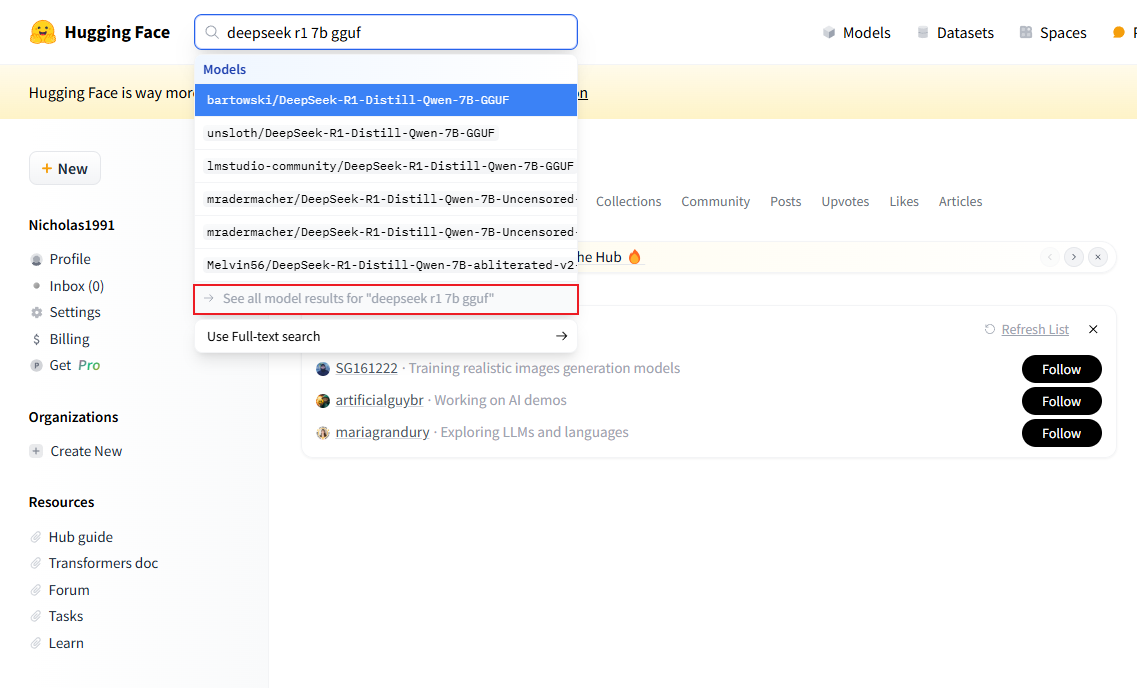 Hugging Face
deepseek r1 7b gguf
Models
Datasets
Spaces
Models
Hugging Face is way mor
on
bartowski/DeepSeek-R1-Distill-Qwen-7B-GGUF
unsloth/DeepSeek-R1-Distill-Qwen-7B-GGUF
lmstudio-community/DeepSeek-R1-Distill-Qwen-7B-GGUF
mradermacher/DeepSeek-R1-Distill-Qwen-7B-Uncensored-
mradermacher/DeepSeek-R1-Distill-Qwen-7B-Uncensored-
Melvin56/DeepSeek-R1-Distill-Qwen-7B-abliterated-v2-
→ See all model results for "deepseek r1 7b gguf"
Use Full-text search →
+ New
Nicholas1991
Profile
Inbox (0)
Settings
$ Billing
P Get Pro
Organizations
+ Create New
Resources
Hub guide
Transformers doc
Forum
Tasks
Learn
Collections Community Posts Upvotes Likes Articles
he Hub 🔥
Refresh List
SG161222 · Training realistic images generation models
Follow
artificialguybr · Working on AI demos
Follow
mariagrandury · Exploring LLMs and languages
Follow